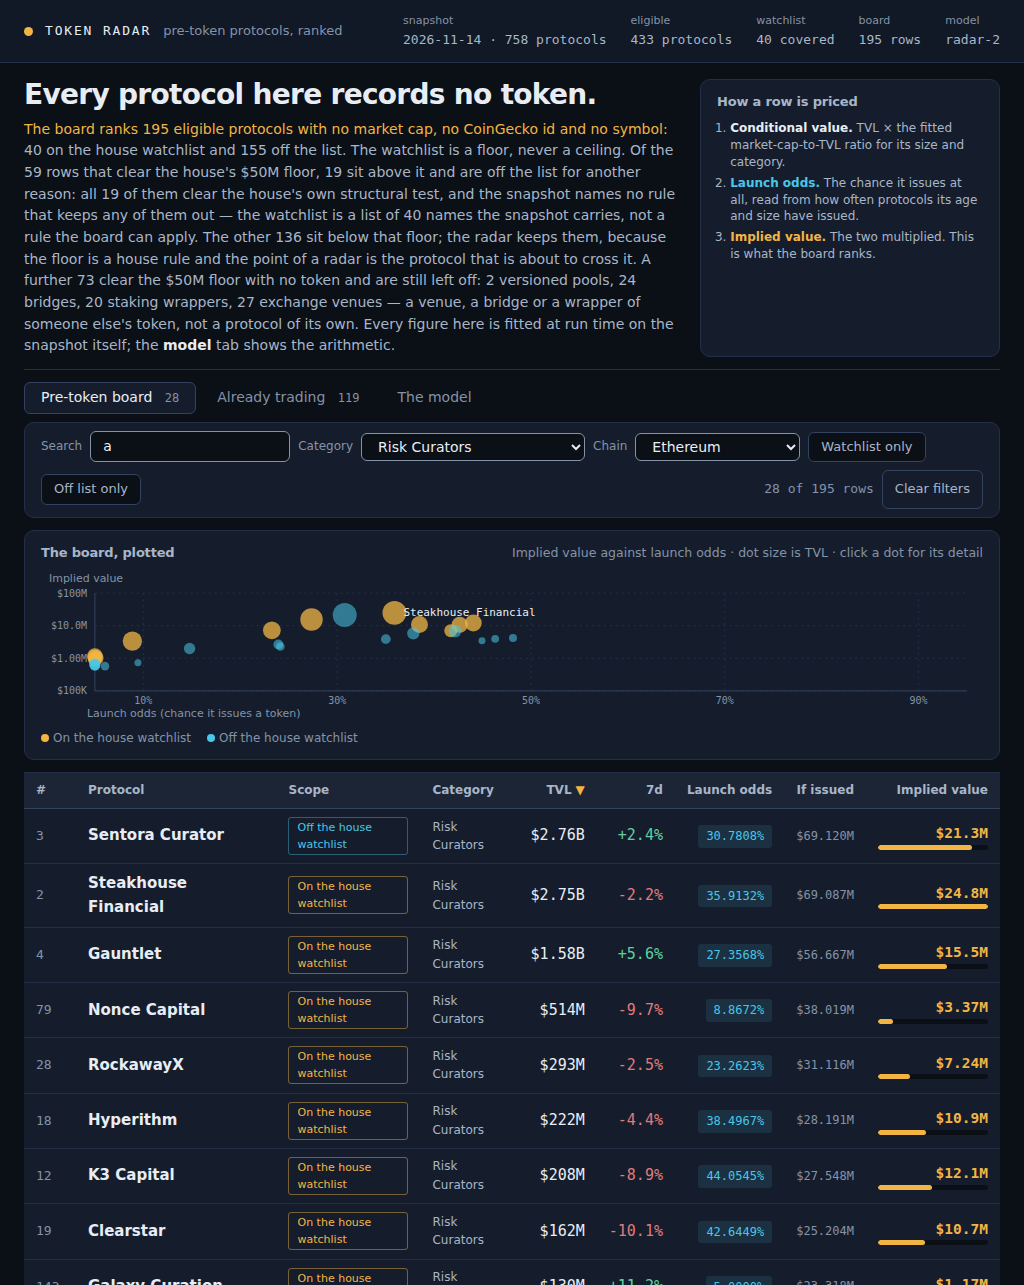 TOKEN RADAR pre-token protocols, ranked
snapshot
2026-11-14 · 758 protocols
eligible
433 protocols
watchlist
40 covered
board
195 rows
model
radar-2
Every protocol here records no token.
The board ranks 195 eligible protocols with no market cap, no CoinGecko id and no symbol:
40 on the house watchlist and 155 off the list. The watchlist is a floor, never a ceiling. Of the
59 rows that clear the house's $50M floor, 19 sit above it and are off the list for another
reason: all 19 of them clear the house's own structural test, and the snapshot names no rule
that keeps any of them out — the watchlist is a list of 40 names the snapshot carries, not a
rule the board can apply. The other 136 sit below that floor; the radar keeps them, because
the floor is a house rule and the point of a radar is the protocol that is about to cross it. A
further 73 clear the $50M floor with no token and are still left off: 2 versioned pools, 24
bridges, 20 staking wrappers, 27 exchange venues — a venue, a bridge or a wrapper of
someone else's token, not a protocol of its own. Every figure here is fitted at run time on the
snapshot itself; the model tab shows the arithmetic.
How a row is priced
1. Conditional value. TVL × the fitted
market-cap-to-TVL ratio for its size and
category.
2. Launch odds. The chance it issues at
all, read from how often protocols its age
and size have issued.
3. Implied value. The two multiplied. This
is what the board ranks.
Pre-token board 28
Already trading 119
The model
Search a Category Risk Curators Chain Ethereum Watchlist only
Off list only 28 of 195 rows Clear filters
The board, plotted
Implied value against launch odds · dot size is TVL · click a dot for its detail
Implied value
$100M
$10.0M
$1.00M
$100K
Steakhouse Financial
10% 30% 50% 70% 90%
Launch odds (chance it issues a token)
On the house watchlist Off the house watchlist
# Protocol Scope Category TVL ▼ 7d Launch odds If issued Implied value
3 Sentora Curator Off the house watchlist Risk Curators $2.76B +2.4% 30.7808% $69.120M $21.3M
2 Steakhouse Financial On the house watchlist Risk Curators $2.75B -2.2% 35.9132% $69.087M $24.8M
4 Gauntlet On the house watchlist Risk Curators $1.58B +5.6% 27.3568% $56.667M $15.5M
79 Nonce Capital On the house watchlist Risk Curators $514M -9.7% 8.8672% $38.019M $3.37M
28 RockawayX On the house watchlist Risk Curators $293M -2.5% 23.2623% $31.116M $7.24M
18 Hyperithm On the house watchlist Risk Curators $222M -4.4% 38.4967% $28.191M $10.9M
12 K3 Capital On the house watchlist Risk Curators $208M -8.9% 44.0545% $27.548M $12.1M
19 Clearstar On the house watchlist Risk Curators $162M -10.1% 42.6449% $25.204M $10.7M
Galaxy Curation On the house Risk $130M +11.2% $1.17M